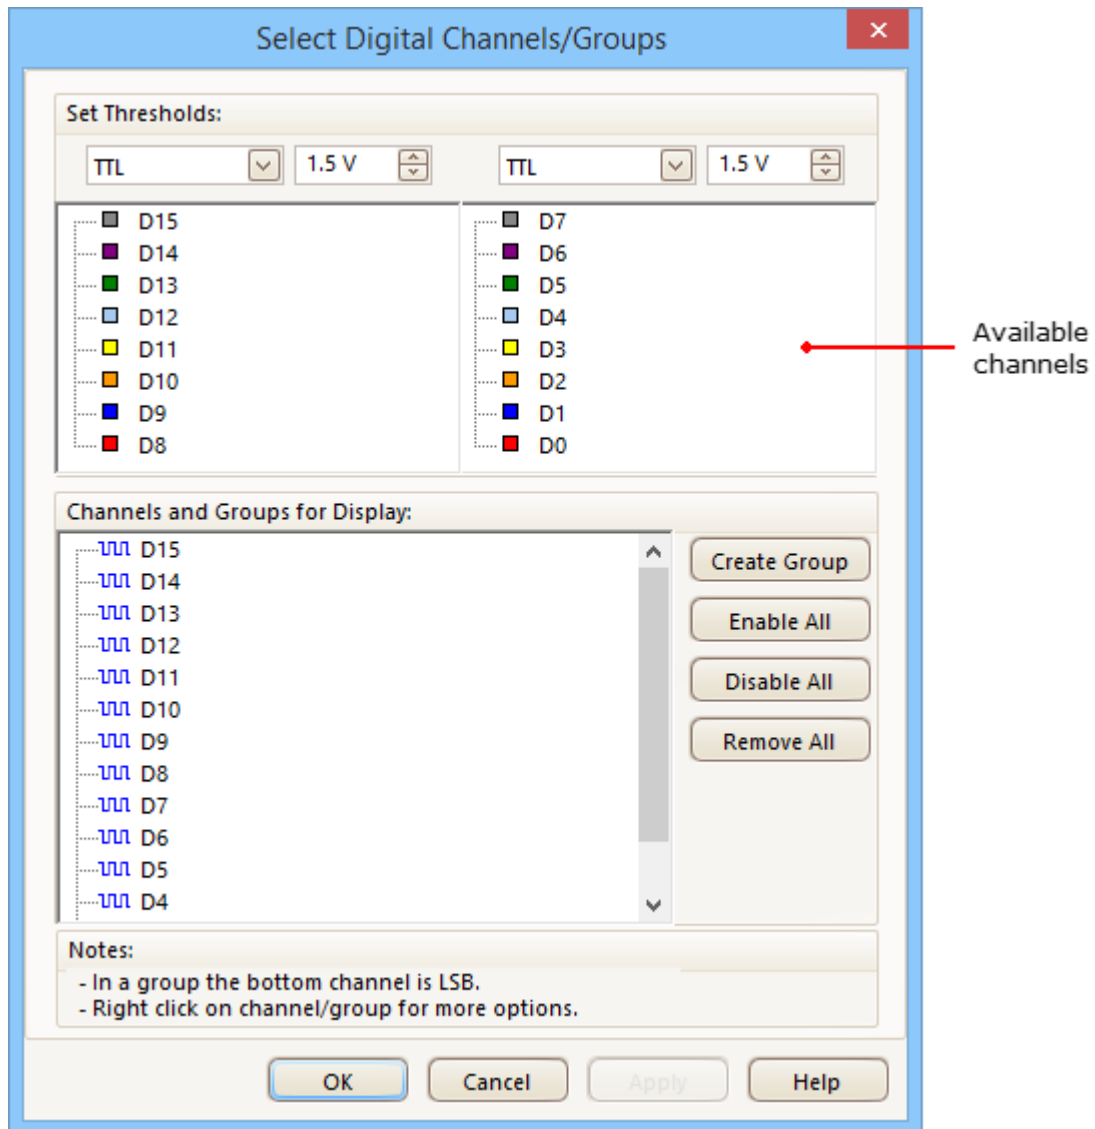 Select Digital Channels/Groups
Set Thresholds:
TTL 1.5 V TTL 1.5 V
D15
D14
D13
D12
D11
D10
D9
D8
D7
D6
D5
D4
D3
D2
D1
D0
Available
channels
Channels and Groups for Display:
D15
D14
D13
D12
D11
D10
D9
D8
D7
D6
D5
D4
Create Group
Enable All
Disable All
Remove All
Notes:
- In a group the bottom channel is LSB.
- Right click on channel/group for more options.
OK Cancel Apply Help